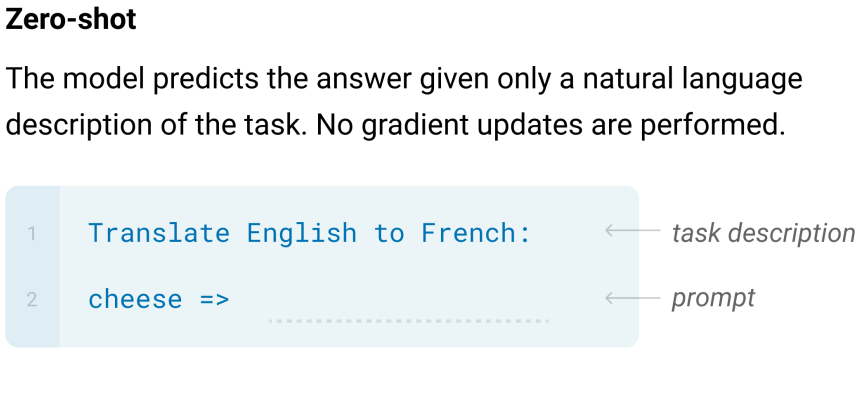 Zero-shot
The model predicts the answer given only a natural language
description of the task. No gradient updates are performed.
1 Translate English to French: task description
2 cheese => prompt